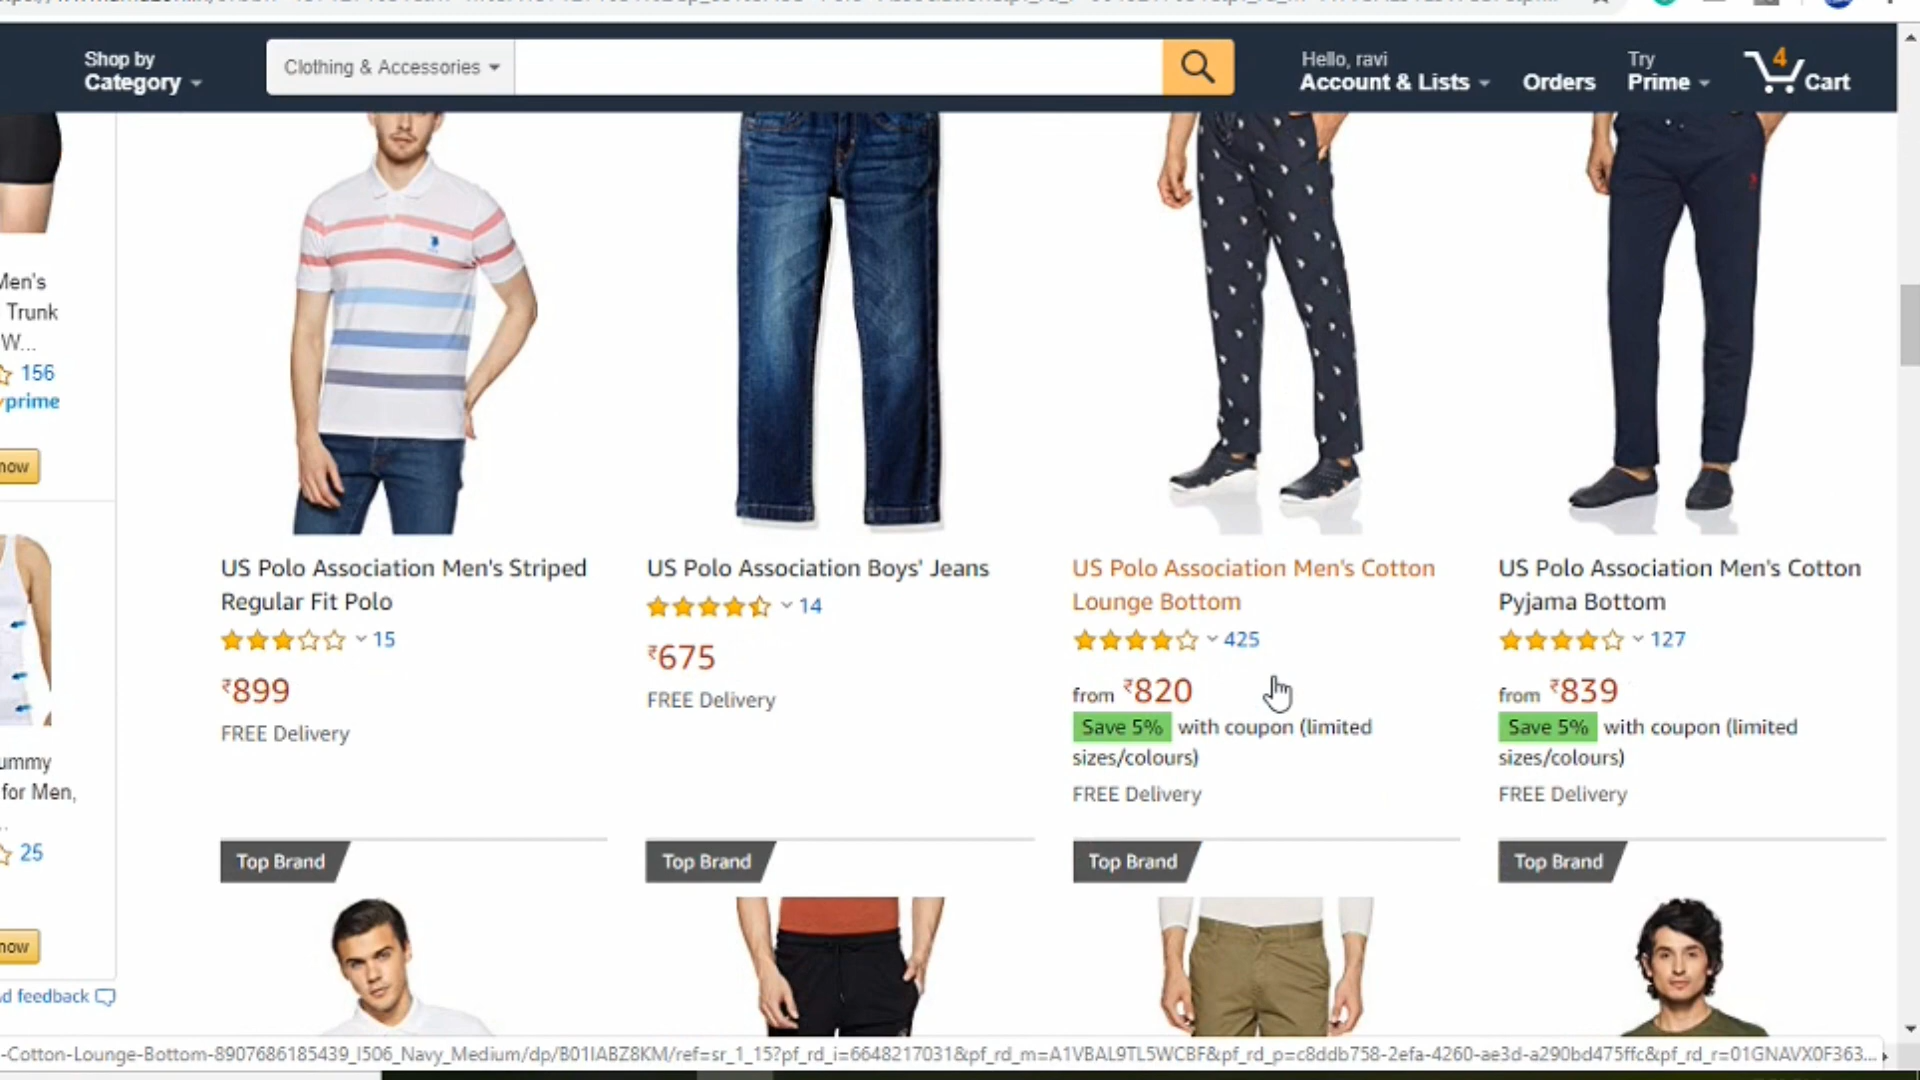 Shop by
Category
Clothing & Accessories
Hello, ravi
Account & Lists
Orders
Try
Prime
4
Cart
Men's
Trunk
W...
156
prime
now
for Men,
25
now
feedback
US Polo Association Men's Striped
Regular Fit Polo
15
₹899
FREE Delivery
US Polo Association Boys' Jeans
14
₹675
FREE Delivery
US Polo Association Men's Cotton
Lounge Bottom
425
from ₹820
Save 5% with coupon (limited
sizes/colours)
FREE Delivery
US Polo Association Men's Cotton
Pyjama Bottom
127
from ₹839
Save 5% with coupon (limited
sizes/colours)
FREE Delivery
Top Brand
Top Brand
Top Brand
Top Brand
-Cotton-Lounge-Bottom-8907686185439_I506_Navy_Medium/dp/B01IABZ8KM/ref=sr_1_15?pf_rd_i=6648217031&pf_rd_m=A1VBAL9TL5WCBF&pf_rd_p=c8ddb758-2efa-4260-ae3d-a290bd475ffc&pf_rd_r=01GNAVX0F363...